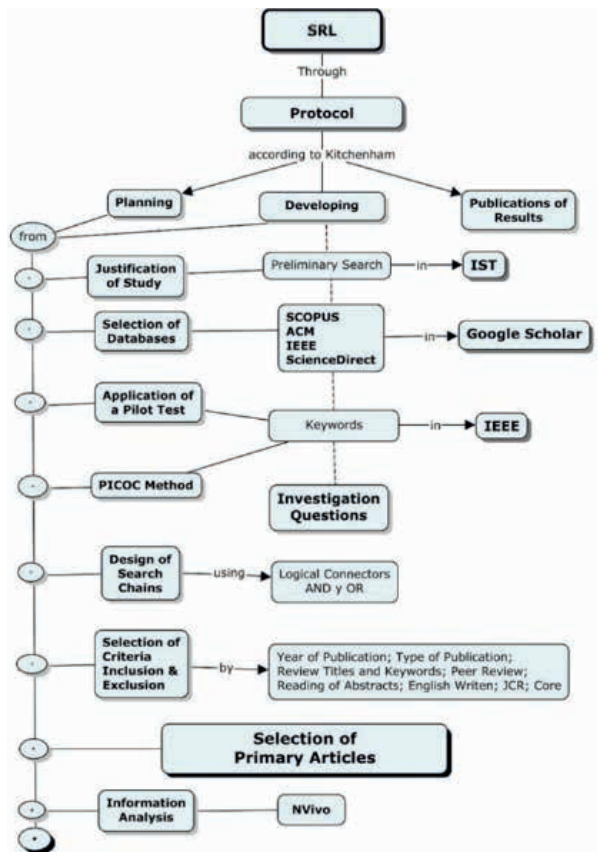 SRL
Through
Protocol
according to Kitchenham
Planning
Developing
Publications of
Results
from
Justification
of Study
Preliminary Search
in
IST
Selection of
Databases
SCOPUS
ACM
IEEE
ScienceDirect
in
Google Scholar
Application of
a Pilot Test
Keywords
in
IEEE
PICOC Method
Investigation
Questions
Design of
Search
Chains
using
Logical Connectors
AND y OR
Selection of
Criteria
Inclusion &
Exclusion
by
Year of Publication; Type of Publication;
Review Titles and Keywords; Peer Review;
Reading of Abstracts; English Writen; JCR; Core
Selection of
Primary Articles
Information
Analysis
NVivo